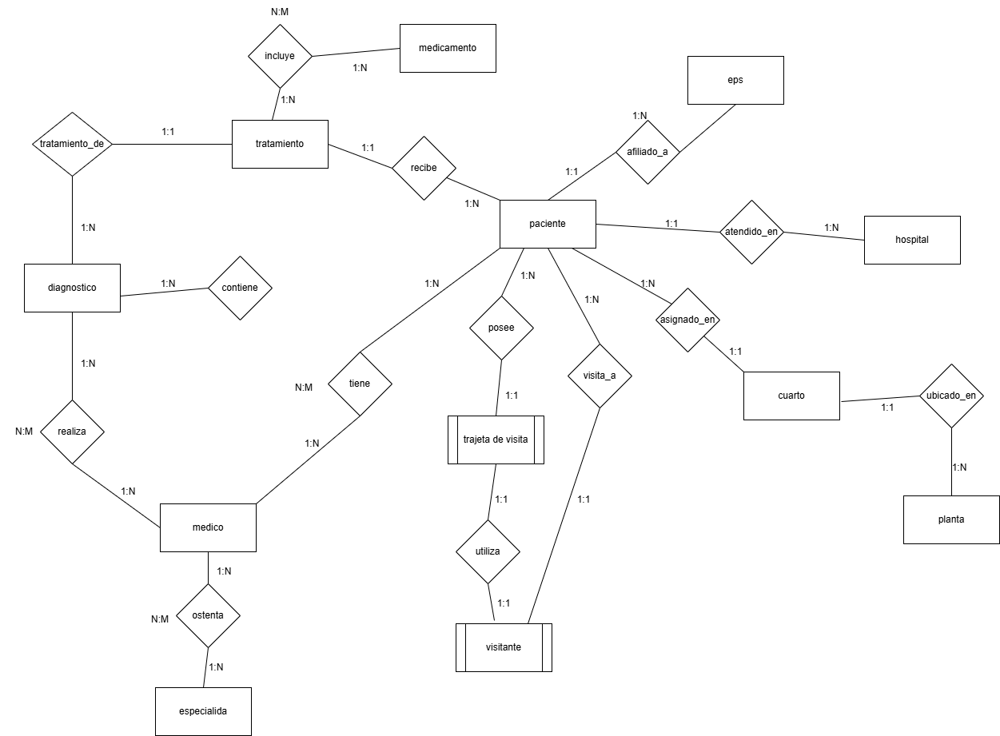 N:M
incluye
medicamento
1:N
1:N
eps
tratamiento_de
1:1
tratamiento
1:1
recibe
1:N
1:N
afiliado_a
1:1
paciente
1:1
atendido_en
1:N
hospital
1:N
diagnostico
1:N
contiene
1:N
1:N
1:N
1:N
posee
visita_a
asignado_en
1:1
1:N
N:M
tiene
1:1
cuarto
1:1
ubicado_en
N:M
realiza
1:N
trajeta de visita
1:N
1:N
1:1
1:1
planta
medico
utiliza
1:N
1:1
N:M
ostenta
1:N
visitante
especialida